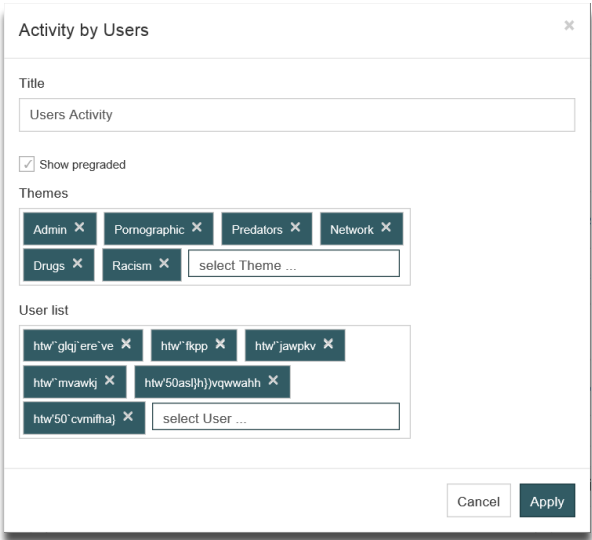 Activity by Users
Title
Users Activity
Show pregraded
Themes
Admin Pornographic Predators Network
Drugs Racism select Theme ...
User list
htw'`glqj`ere`ve htw'`fkpp htw'`jawpkv
htw'`mvawkj htw'50asl}h})vqwwahh
htw'50`cvmifha} select User ...
Cancel Apply